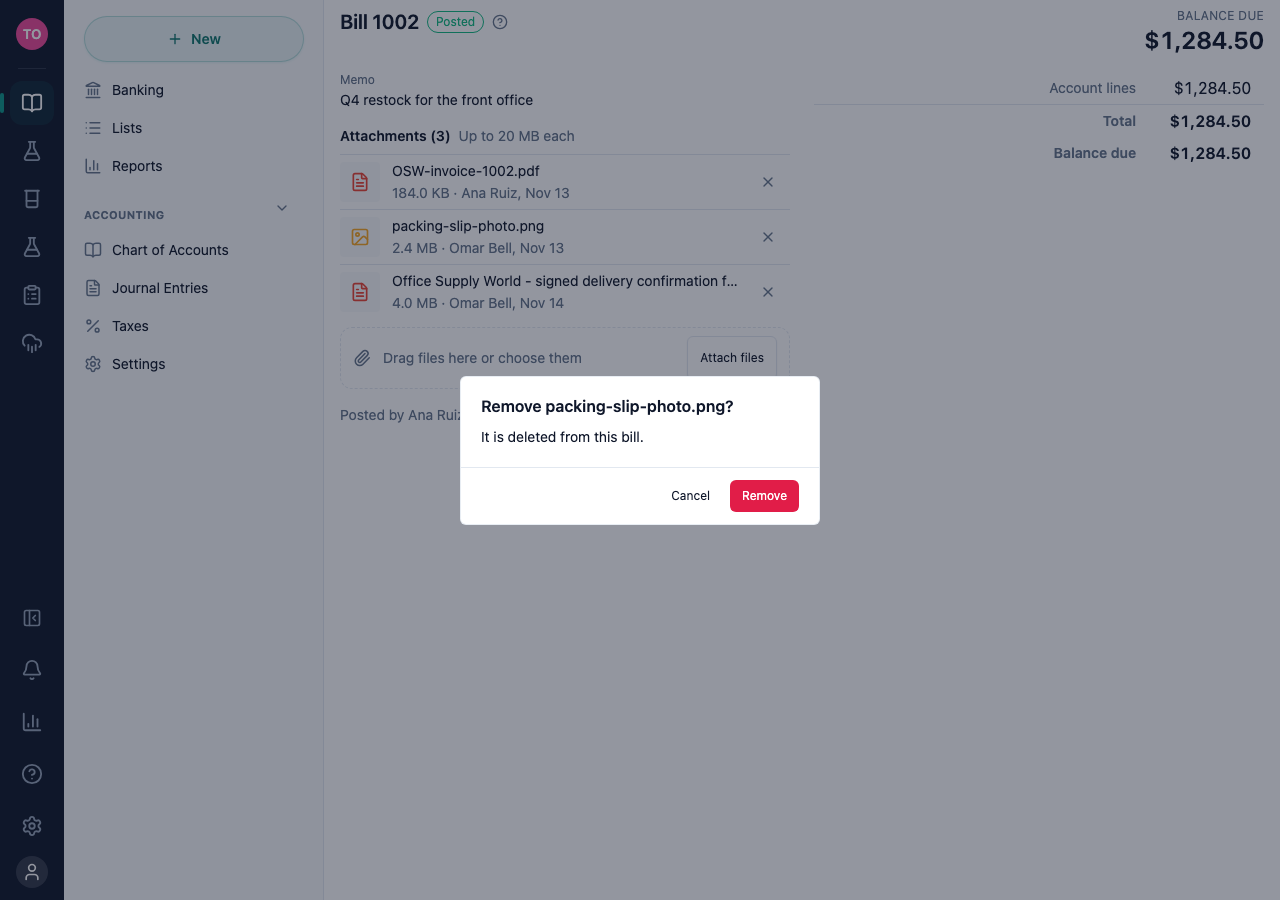 TO
New
Banking
Lists
Reports
ACCOUNTING
Chart of Accounts
Journal Entries
Taxes
Settings
Bill 1002
Posted
BALANCE DUE
$1,284.50
Memo
Q4 restock for the front office
Account lines $1,284.50
Total $1,284.50
Balance due $1,284.50
Attachments (3) Up to 20 MB each
OSW-invoice-1002.pdf
184.0 KB · Ana Ruiz, Nov 13
packing-slip-photo.png
2.4 MB · Omar Bell, Nov 13
Office Supply World - signed delivery confirmation f...
4.0 MB · Omar Bell, Nov 14
Drag files here or choose them
Attach files
Posted by Ana Ruiz
Remove packing-slip-photo.png?
It is deleted from this bill.
Cancel
Remove